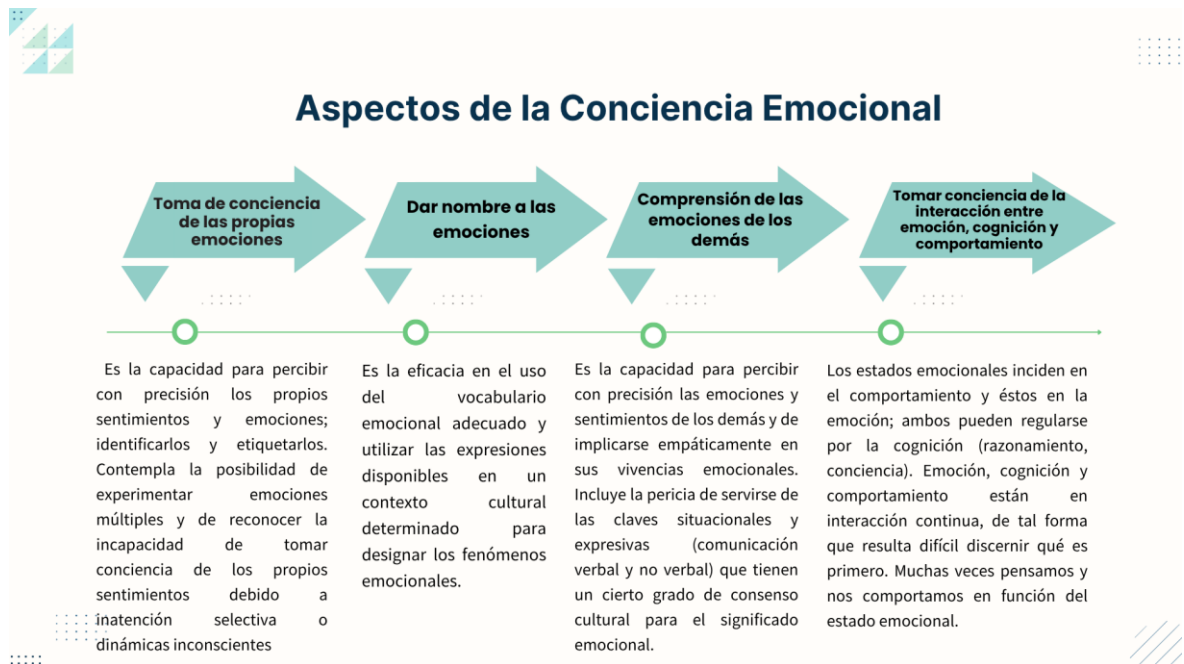 Aspectos de la Conciencia Emocional
Toma de conciencia
de las propias
emociones
Dar nombre a las
emociones
Comprensión de las
emociones de los
demás
Tomar conciencia de la
interacción entre
emoción, cognición y
comportamiento
Es la capacidad para percibir
con precisión los propios
sentimientos y emociones;
identificarlos y etiquetarlos.
Contempla la posibilidad de
experimentar emociones
múltiples y de reconocer la
incapacidad de tomar
conciencia de los propios
sentimientos debido a
inatención selectiva o
dinámicas inconscientes
Es la eficacia en el uso
del vocabulario
emocional adecuado y
utilizar las expresiones
disponibles en un
contexto cultural
determinado para
designar los fenómenos
emocionales.
Es la capacidad para percibir
con precisión las emociones y
sentimientos de los demás y de
implicarse empáticamente en
sus vivencias emocionales.
Incluye la pericia de servirse de
las claves situacionales y
expresivas (comunicación
verbal y no verbal) que tienen
un cierto grado de consenso
cultural para el significado
emocional.
Los estados emocionales inciden en
el comportamiento y éstos en la
emoción; ambos pueden regularse
por la cognición (razonamiento,
conciencia). Emoción, cognición y
comportamiento están en
interacción continua, de tal forma
que resulta difícil discernir qué es
primero. Muchas veces pensamos y
nos comportamos en función del
estado emocional.